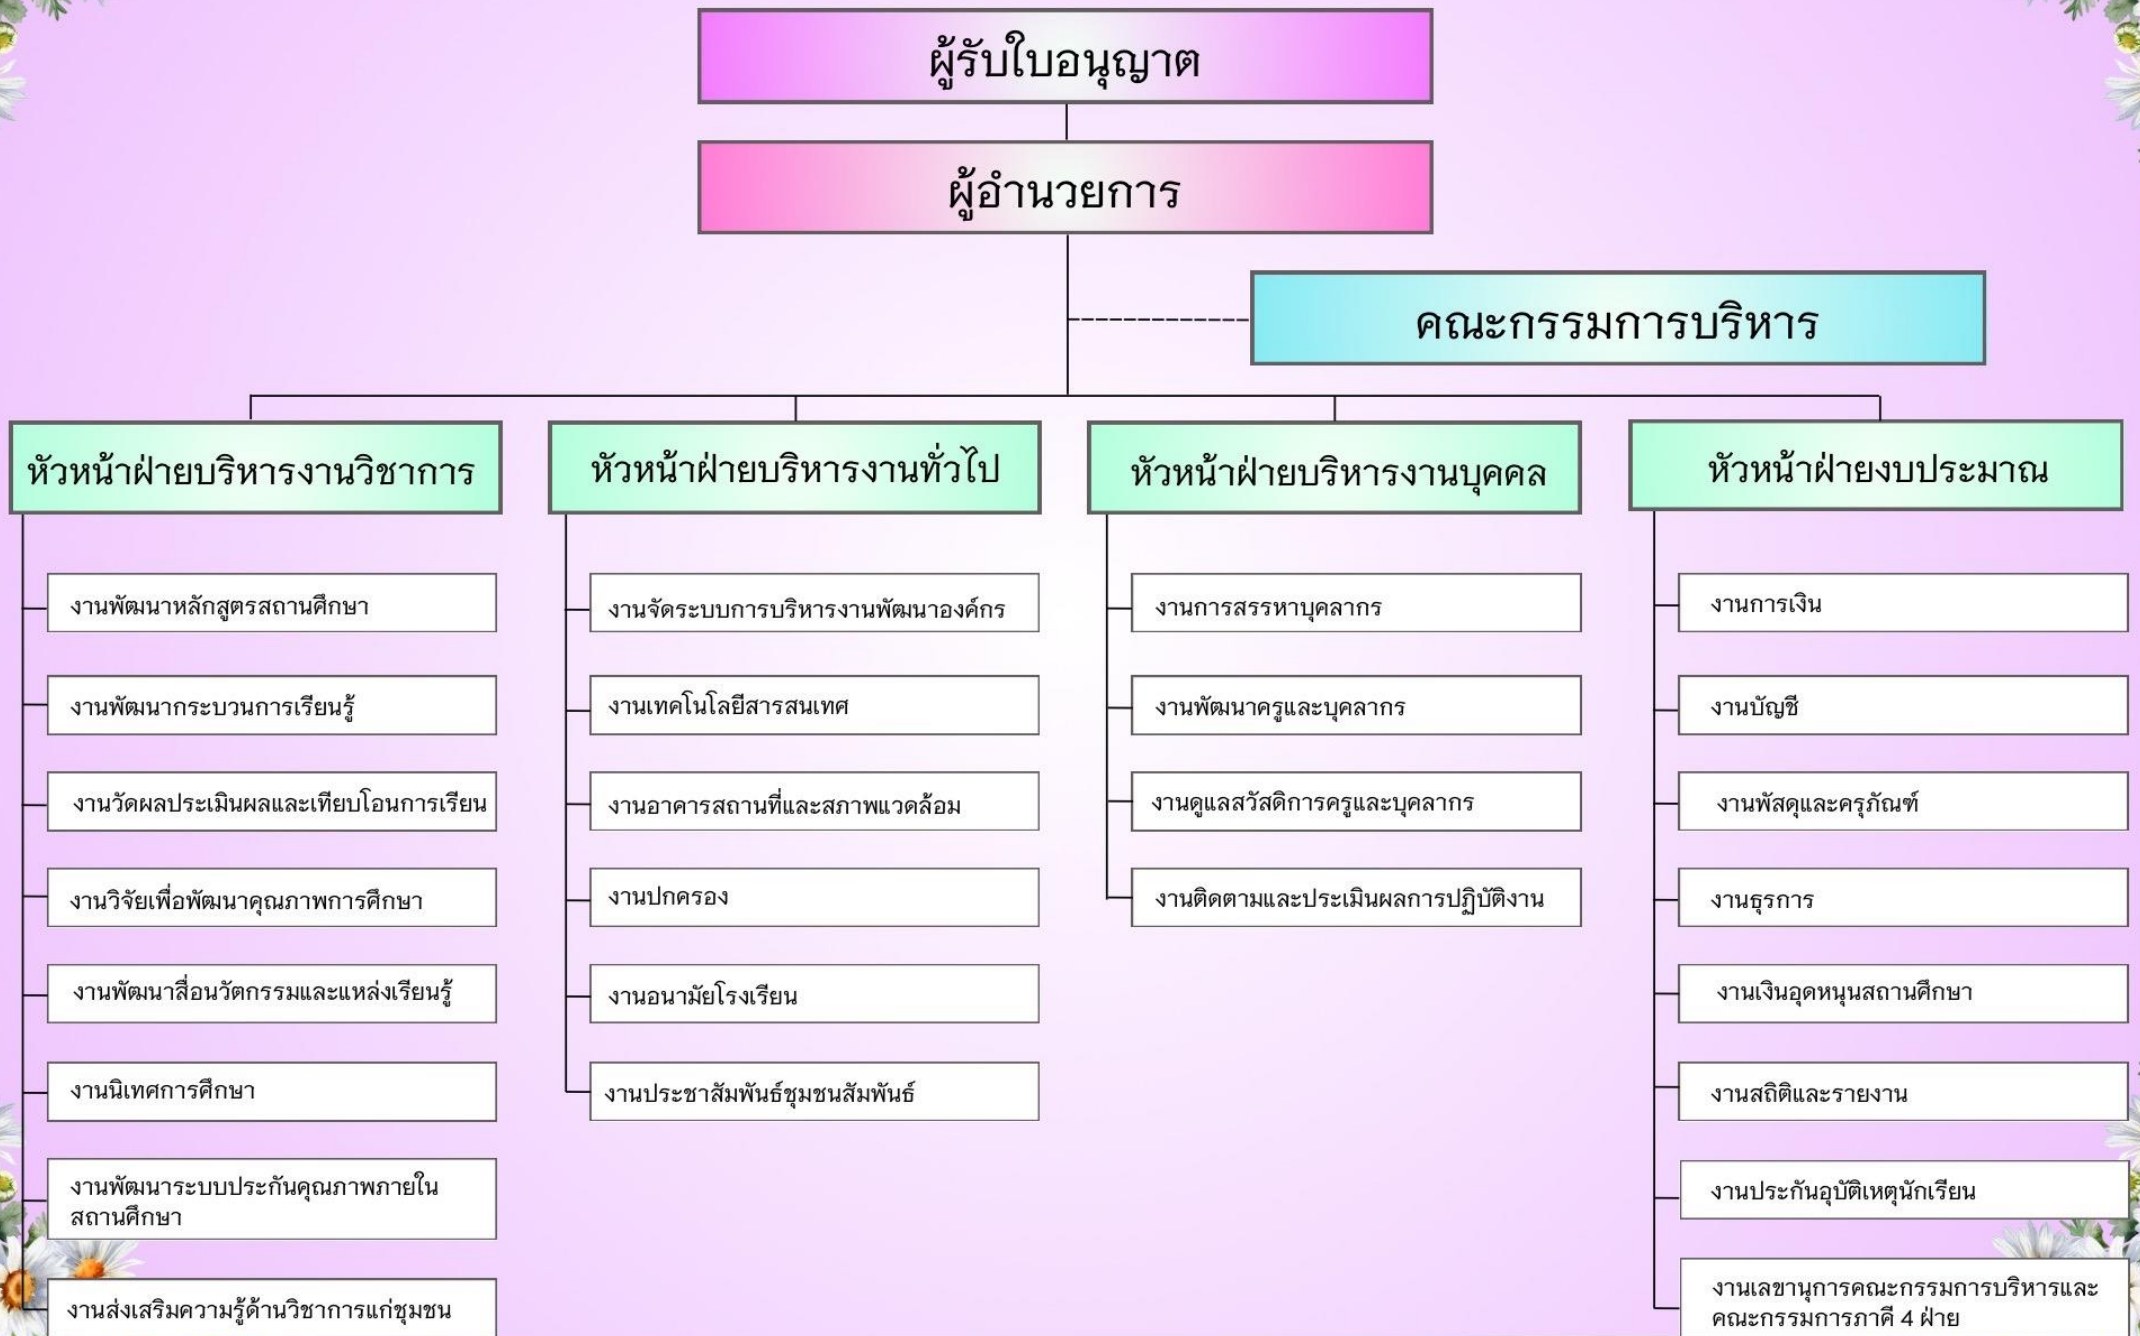 ผู้รับใบอนุญาต
ผู้อำนวยการ
คณะกรรมการบริหาร
หัวหน้าฝ่ายบริหารงานวิชาการ
งานพัฒนาหลักสูตรสถานศึกษา
งานพัฒนากระบวนการเรียนรู้
งานวัดผลประเมินผลและเทียบโอนการเรียน
งานวิจัยเพื่อพัฒนาคุณภาพการศึกษา
งานพัฒนาสื่อนวัตกรรมและแหล่งเรียนรู้
งานนิเทศการศึกษา
งานพัฒนาระบบประกันคุณภาพภายใน
สถานศึกษา
งานส่งเสริมความรู้ด้านวิชาการแก่ชุมชน
หัวหน้าฝ่ายบริหารงานทั่วไป
งานจัดระบบการบริหารงานพัฒนาองค์กร
งานเทคโนโลยีสารสนเทศ
งานอาคารสถานที่และสภาพแวดล้อม
งานปกครอง
งานอนามัยโรงเรียน
งานประชาสัมพันธ์ชุมชนสัมพันธ์
หัวหน้าฝ่ายบริหารงานบุคคล
งานการสรรหาบุคลากร
งานพัฒนาครูและบุคลากร
งานดูแลสวัสดิการครูและบุคลากร
งานติดตามและประเมินผลการปฏิบัติงาน
หัวหน้าฝ่ายงบประมาณ
งานการเงิน
งานบัญชี
งานพัสดุและครุภัณฑ์
งานธุรการ
งานเงินอุดหนุนสถานศึกษา
งานสถิติและรายงาน
งานประกันอุบัติเหตุนักเรียน
งานเลขานุการคณะกรรมการบริหารและ
คณะกรรมการภาคี 4 ฝ่าย